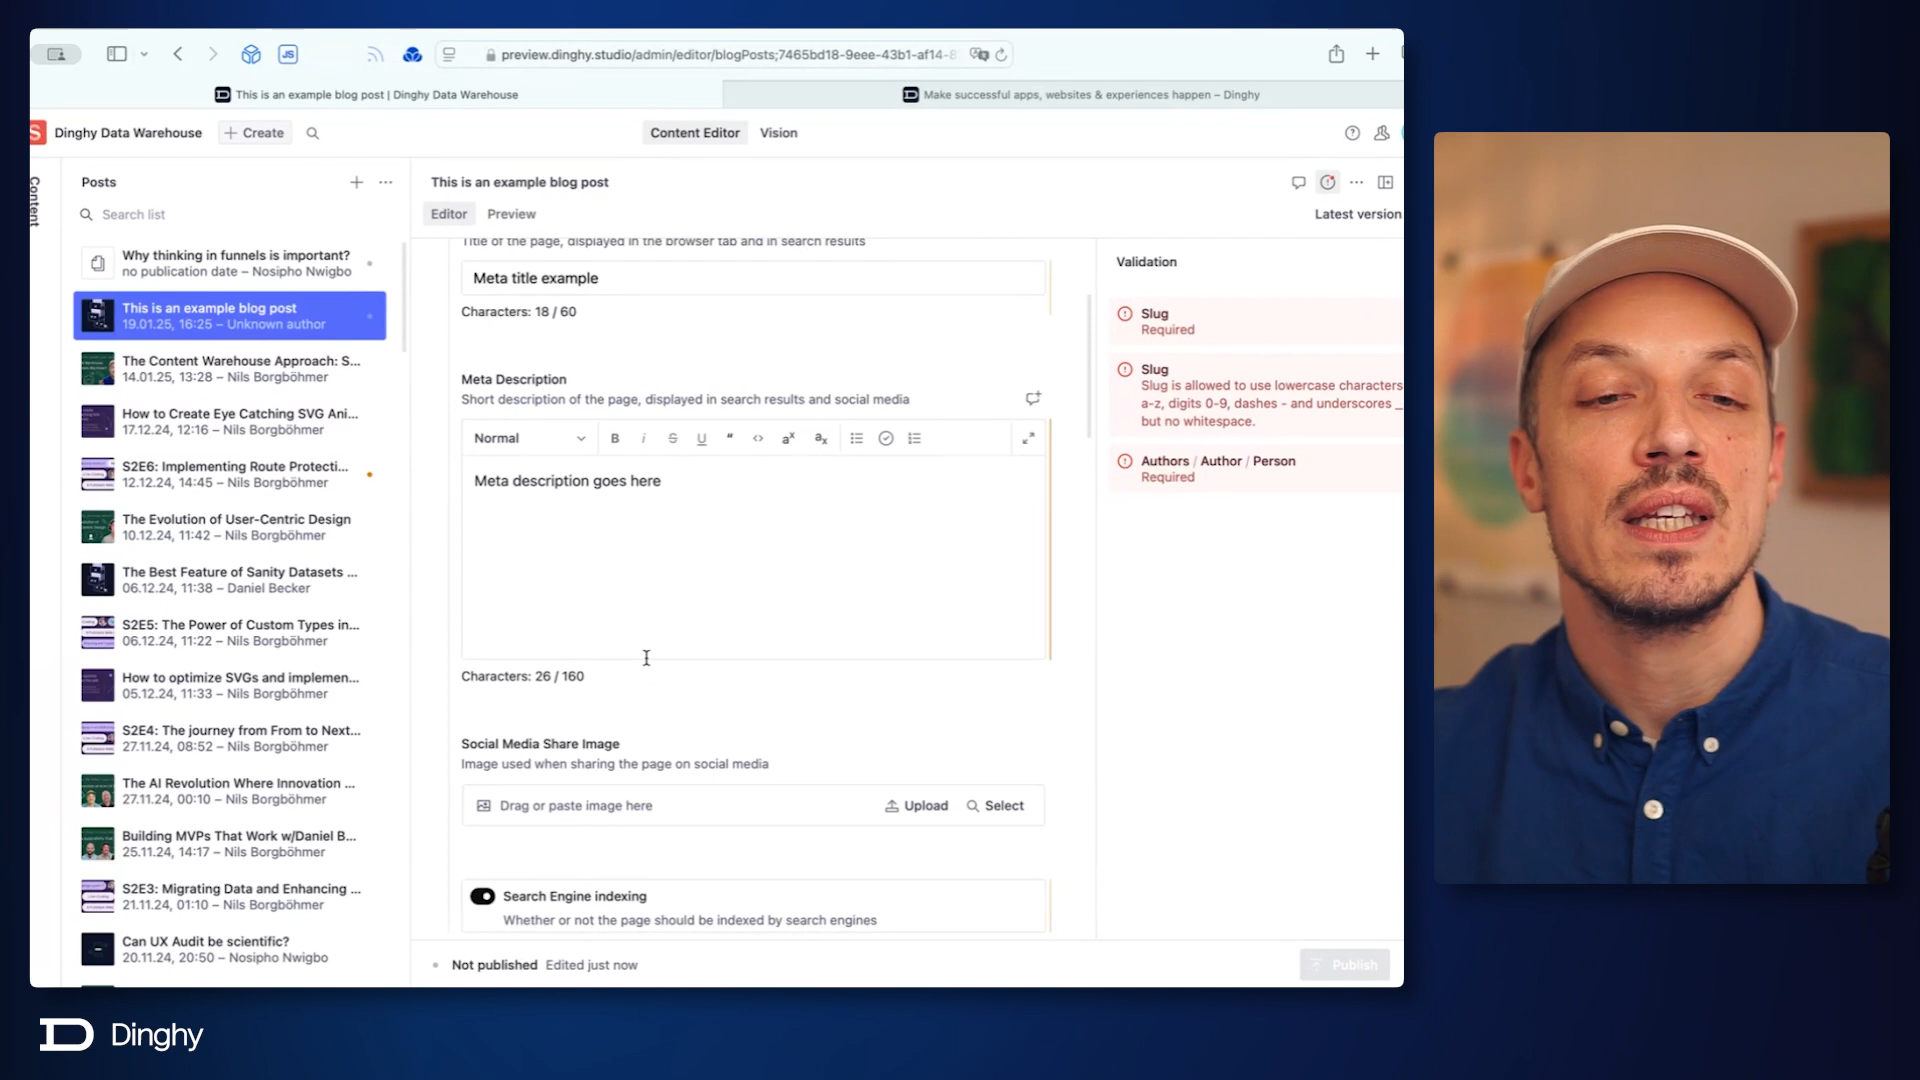 JS
preview.dinghy.studio/admin/editor/blogPosts;7465bd18-9eee-43b1-af14-8
This is an example blog post | Dinghy Data Warehouse
Make successful apps, websites & experiences happen – Dinghy
S
Dinghy Data Warehouse
Create
Content Editor
Vision
Content
Posts
Search list
Why thinking in funnels is important?
no publication date – Nosipho Nwigbo
This is an example blog post
19.01.25, 16:25 – Unknown author
The Content Warehouse Approach: S...
14.01.25, 13:28 – Nils Borgböhmer
How to Create Eye Catching SVG Ani...
17.12.24, 12:16 – Nils Borgböhmer
S2E6: Implementing Route Protecti...
12.12.24, 14:45 – Nils Borgböhmer
The Evolution of User-Centric Design
10.12.24, 11:42 – Nils Borgböhmer
The Best Feature of Sanity Datasets ...
06.12.24, 11:38 – Daniel Becker
S2E5: The Power of Custom Types in...
06.12.24, 11:22 – Nils Borgböhmer
How to optimize SVGs and implemen...
05.12.24, 11:33 – Nils Borgböhmer
S2E4: The journey from From to Next...
27.11.24, 08:52 – Nils Borgböhmer
The AI Revolution Where Innovation ...
27.11.24, 00:10 – Nils Borgböhmer
Building MVPs That Work w/Daniel B...
25.11.24, 14:17 – Nils Borgböhmer
S2E3: Migrating Data and Enhancing ...
21.11.24, 01:10 – Nils Borgböhmer
Can UX Audit be scientific?
20.11.24, 20:50 – Nosipho Nwigbo
This is an example blog post
Editor
Preview
Latest version
Title of the page, displayed in the browser tab and in search results
Meta title example
Characters: 18 / 60
Meta Description
Short description of the page, displayed in search results and social media
Normal
B
i
S
U
Meta description goes here
Characters: 26 / 160
Social Media Share Image
Image used when sharing the page on social media
Drag or paste image here
Upload
Select
Search Engine indexing
Whether or not the page should be indexed by search engines
Not published Edited just now
Publish
Validation
Slug
Required
Slug
Slug is allowed to use lowercase characters
a-z, digits 0-9, dashes - and underscores _
but no whitespace.
Authors / Author / Person
Required
Dinghy